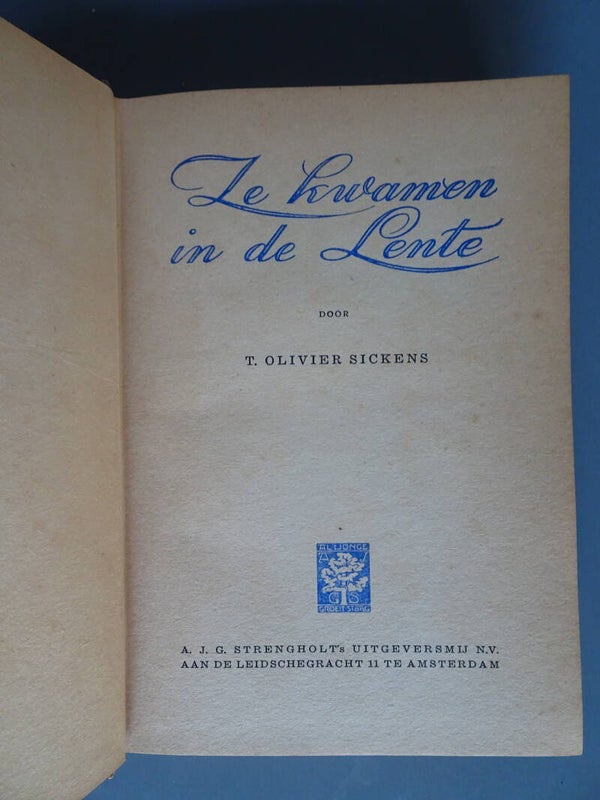 Ze kwamen
in de Lente
DOOR
T. OLIVIER SICKENS
A. J. G. STRENGHOLT's UITGEVERSMIJ N.V.
AAN DE LEIDSCHEGRACHT 11 TE AMSTERDAM